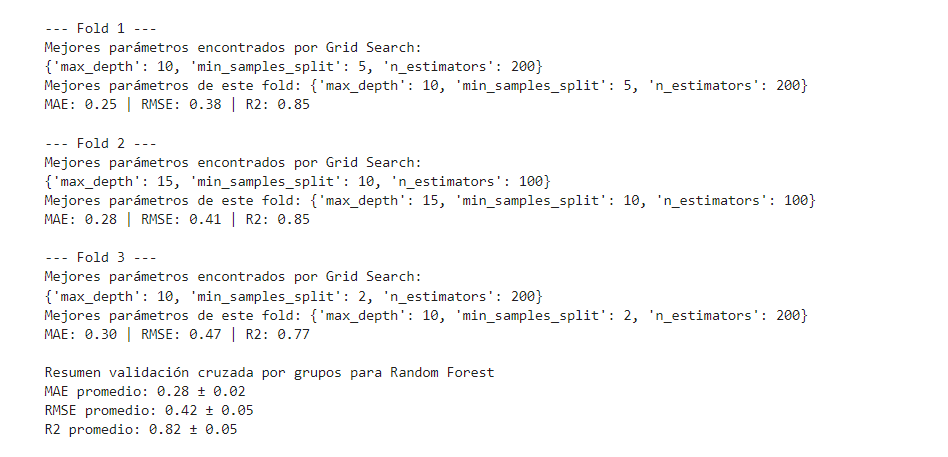 --- Fold 1 ---
Mejores parámetros encontrados por Grid Search:
{'max_depth': 10, 'min_samples_split': 5, 'n_estimators': 200}
Mejores parámetros de este fold: {'max_depth': 10, 'min_samples_split': 5, 'n_estimators': 200}
MAE: 0.25 | RMSE: 0.38 | R2: 0.85
--- Fold 2 ---
Mejores parámetros encontrados por Grid Search:
{'max_depth': 15, 'min_samples_split': 10, 'n_estimators': 100}
Mejores parámetros de este fold: {'max_depth': 15, 'min_samples_split': 10, 'n_estimators': 100}
MAE: 0.28 | RMSE: 0.41 | R2: 0.85
--- Fold 3 ---
Mejores parámetros encontrados por Grid Search:
{'max_depth': 10, 'min_samples_split': 2, 'n_estimators': 200}
Mejores parámetros de este fold: {'max_depth': 10, 'min_samples_split': 2, 'n_estimators': 200}
MAE: 0.30 | RMSE: 0.47 | R2: 0.77
Resumen validación cruzada por grupos para Random Forest
MAE promedio: 0.28 ± 0.02
RMSE promedio: 0.42 ± 0.05
R2 promedio: 0.82 ± 0.05